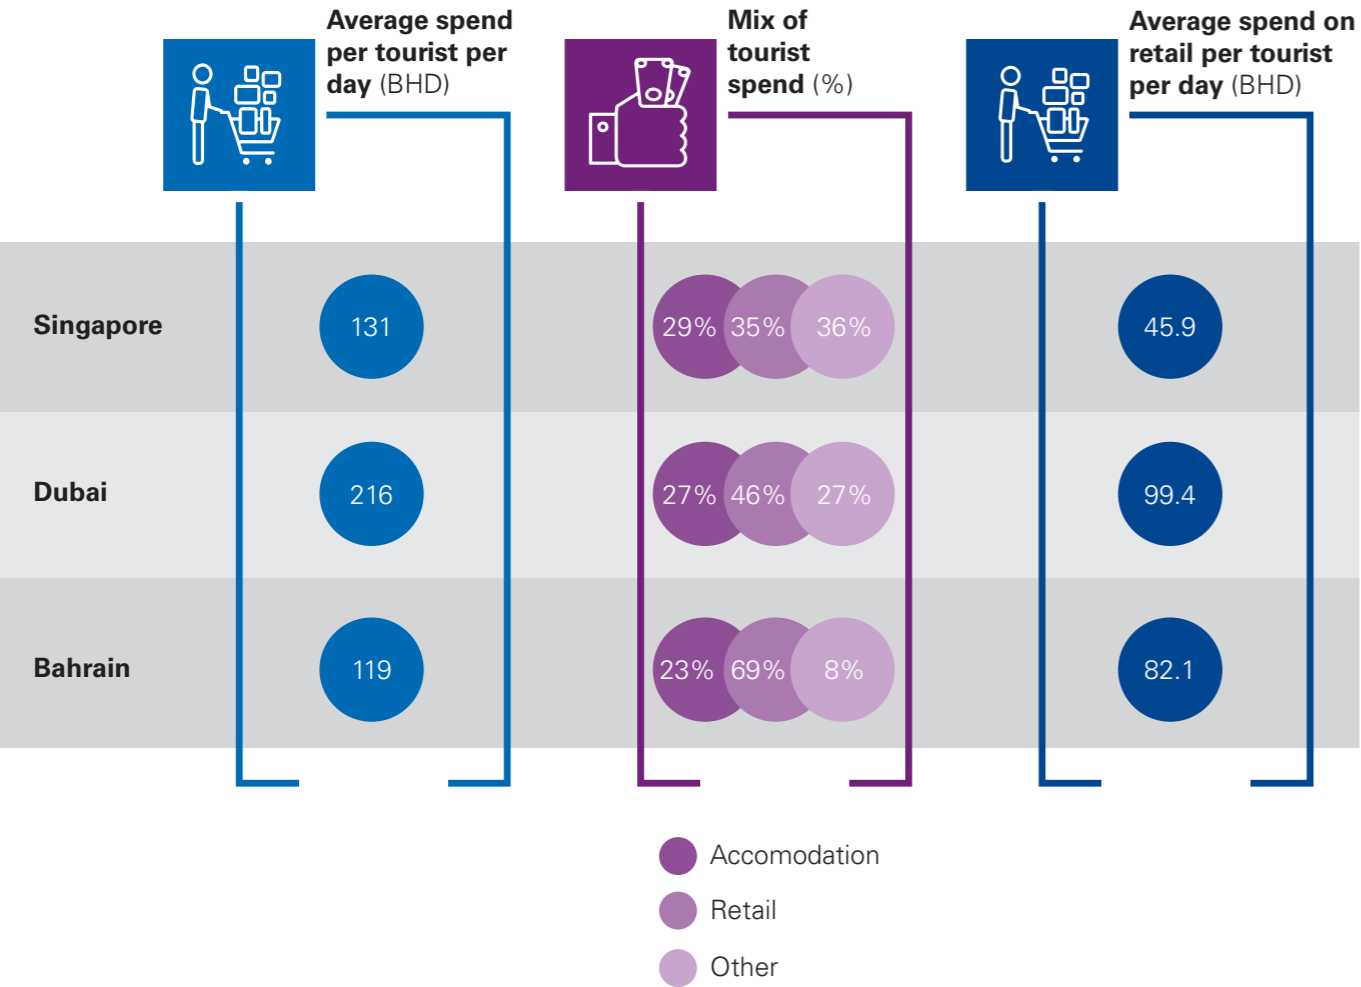 Average spend
per tourist per
day (BHD)
Mix of
tourist
spend (%)
Average spend on
retail per tourist
per day (BHD)
Singapore
131
29% 35% 36%
45.9
Dubai
216
27% 46% 27%
99.4
Bahrain
119
23% 69% 8%
82.1
Accomodation
Retail
Other